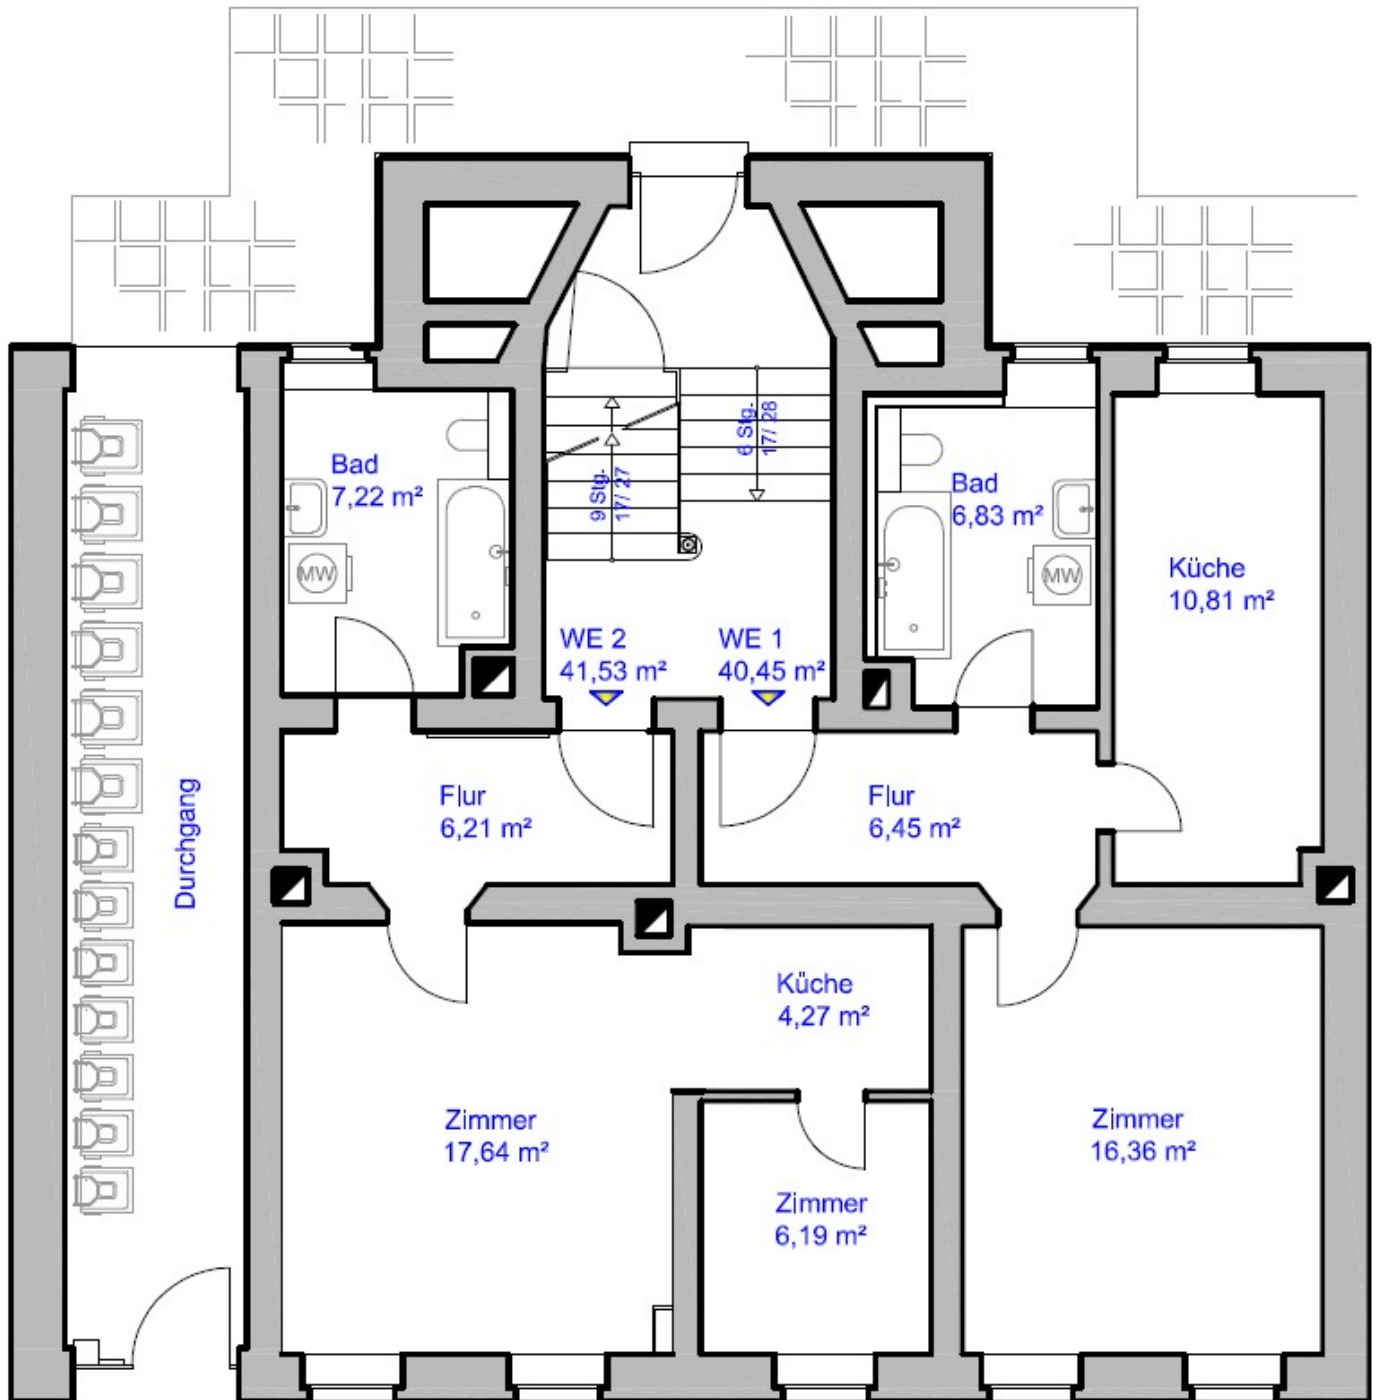 6 Stg.
17/ 28
Bad
7,22 m²
9 Stg.
17/ 27
Bad
6,83 m²
MW
MW
Küche
10,81 m²
WE 2
41,53 m²
WE 1
40,45 m²
Durchgang
Flur
6,21 m²
Flur
6,45 m²
Küche
4,27 m²
Zimmer
17,64 m²
Zimmer
16,36 m²
Zimmer
6,19 m²